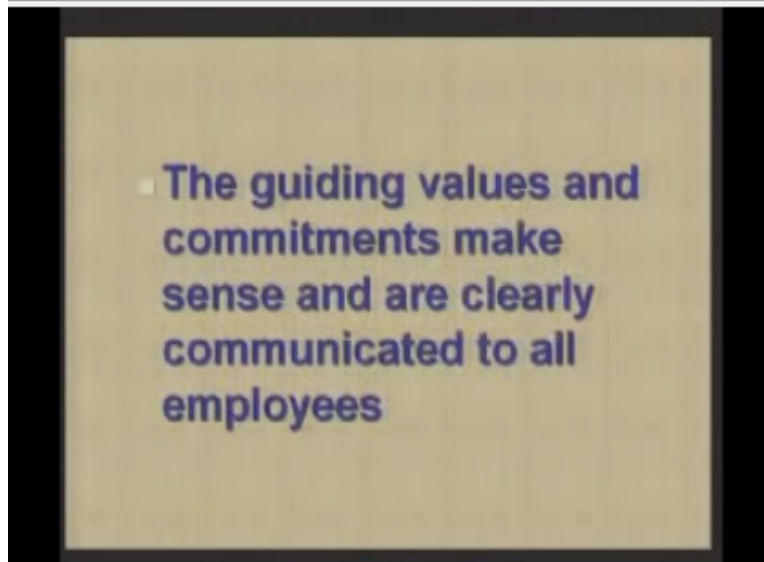 The guiding values and
commitments make
sense and are clearly
communicated to all
employees